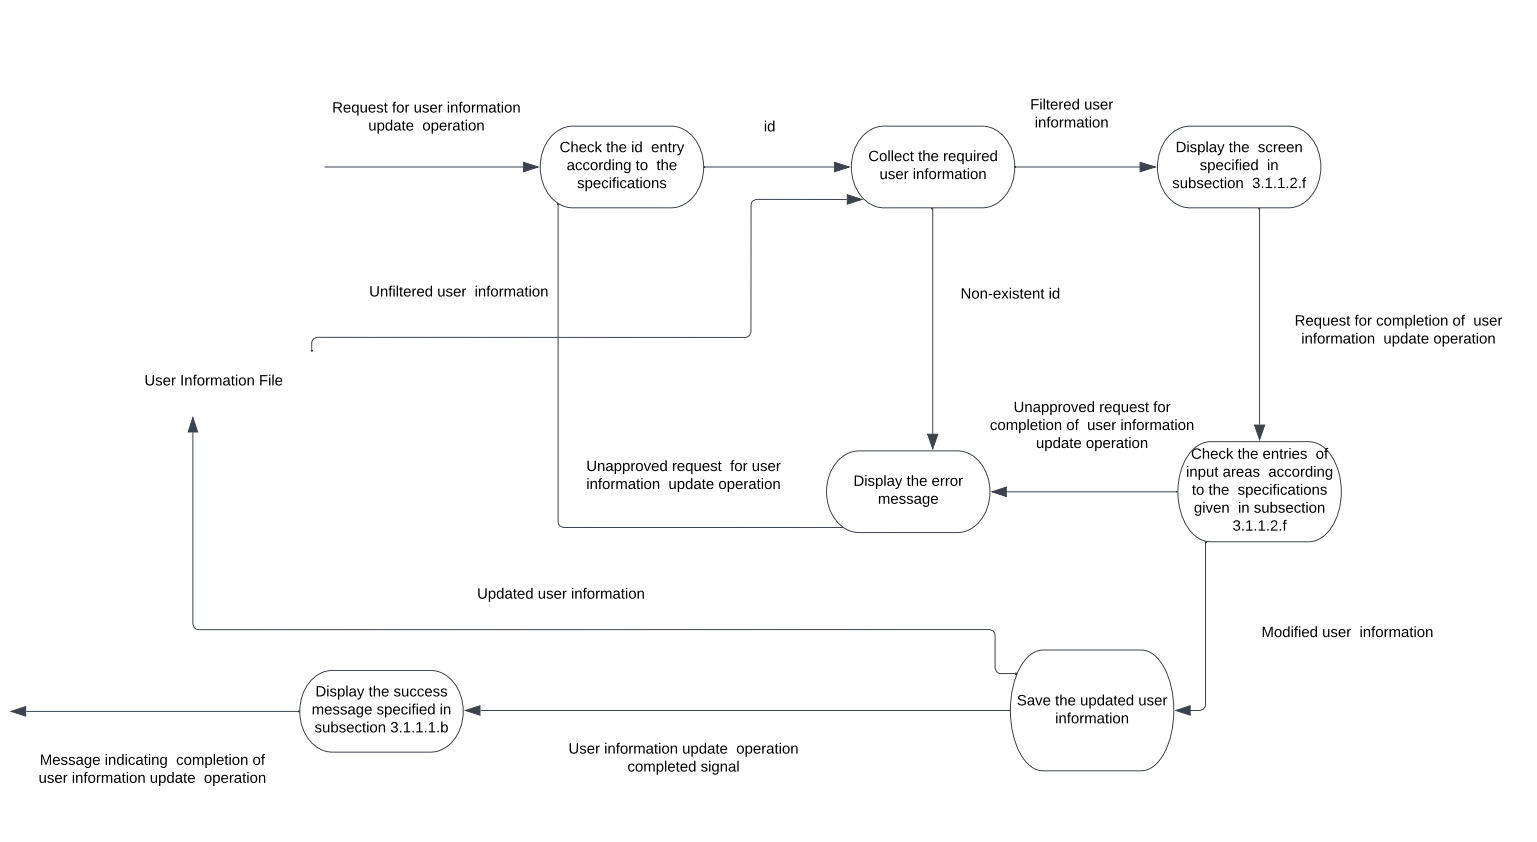 Request for user information
update operation
Check the id entry
according to the
specifications
id
Collect the required
user information
Filtered user
information
Display the screen
specified in
subsection 3.1.1.2.f
Unfiltered user information
Non-existent id
Request for completion of user
information update operation
User Information File
Unapproved request for
completion of user information
update operation
Unapproved request for user
information update operation
Display the error
message
Check the entries of
input areas according
to the specifications
given in subsection
3.1.1.2.f
Updated user information
Modified user information
Display the success
message specified in
subsection 3.1.1.1.b
Save the updated user
information
Message indicating completion of
user information update operation
User information update operation
completed signal